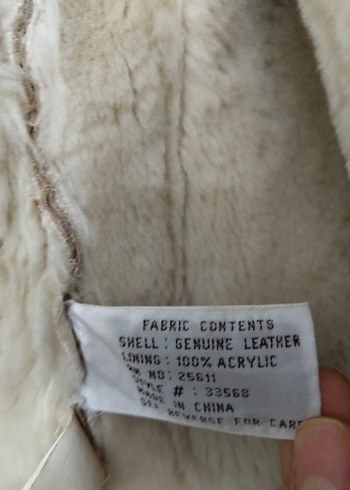 FABRIC CONTENTS
SHELL: GENUINE LEATHER
LINING: 100% ACRYLIC
RN NO: 25611
STYLE #: 33568
MADE IN CHINA
SEE REVERSE FOR CARE